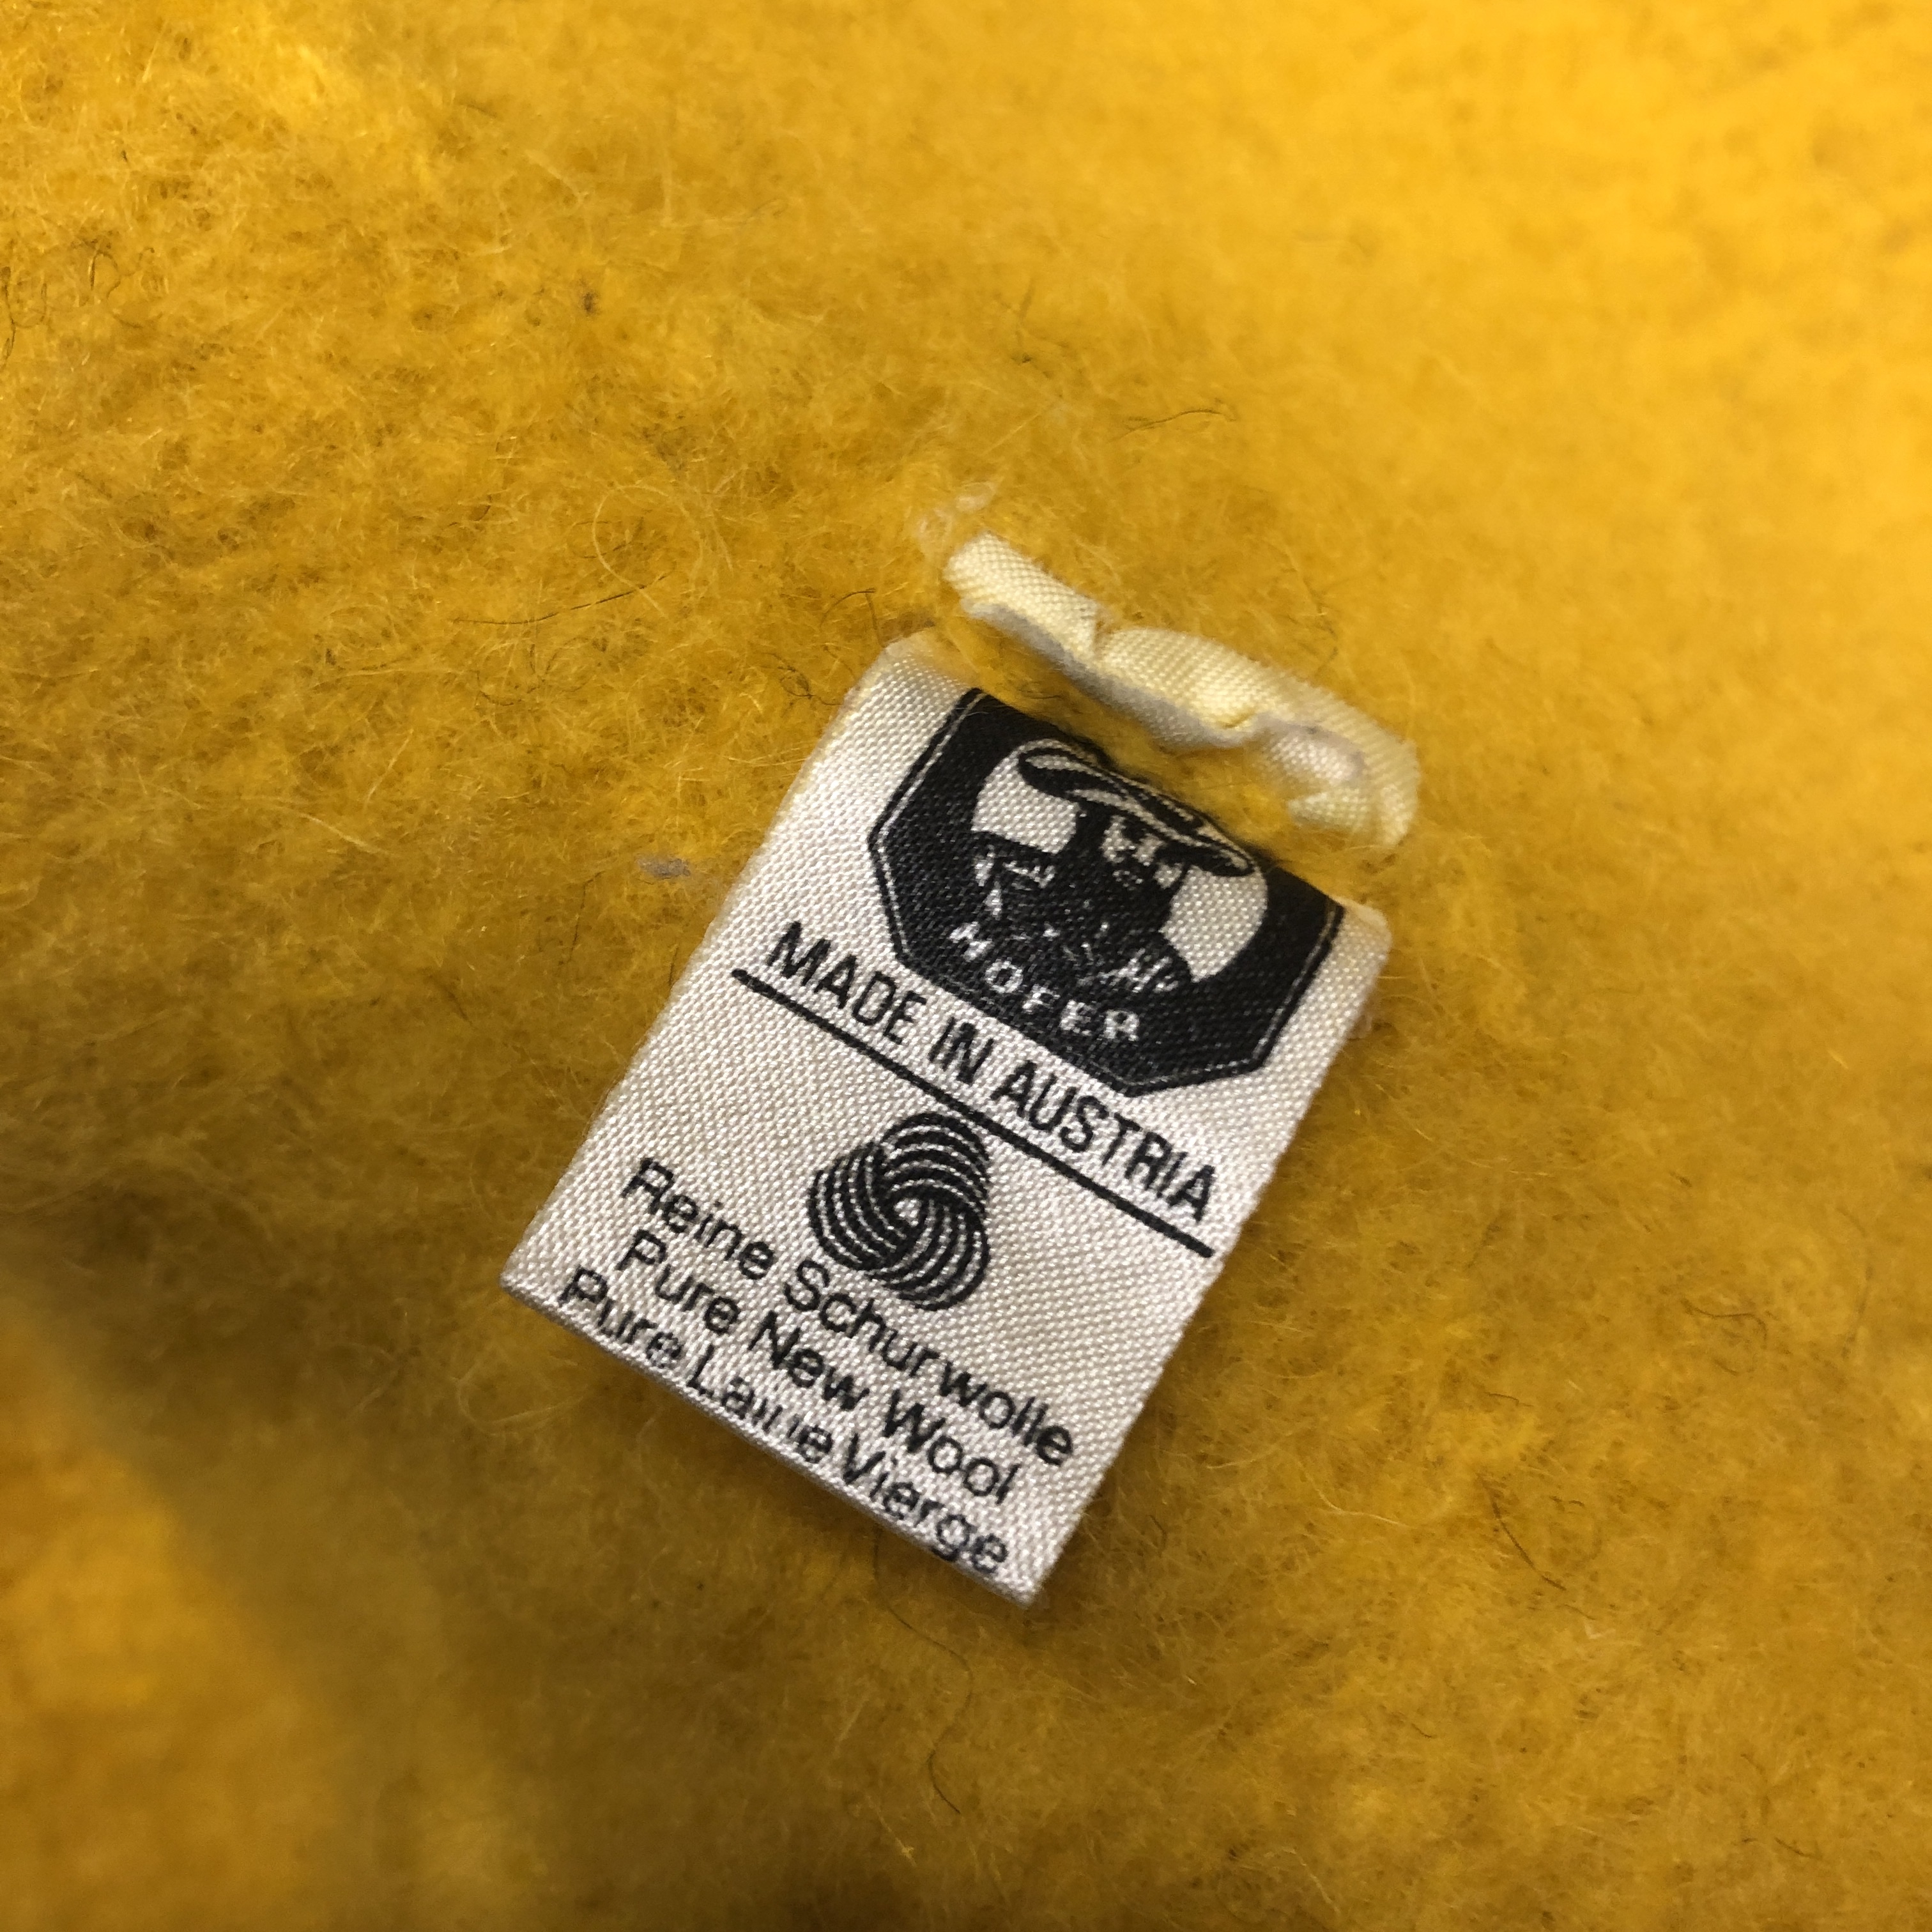 HOFER
MADE IN AUSTRIA
Reine Schurwolle
Pure New Wool
Pure Laine Vierge